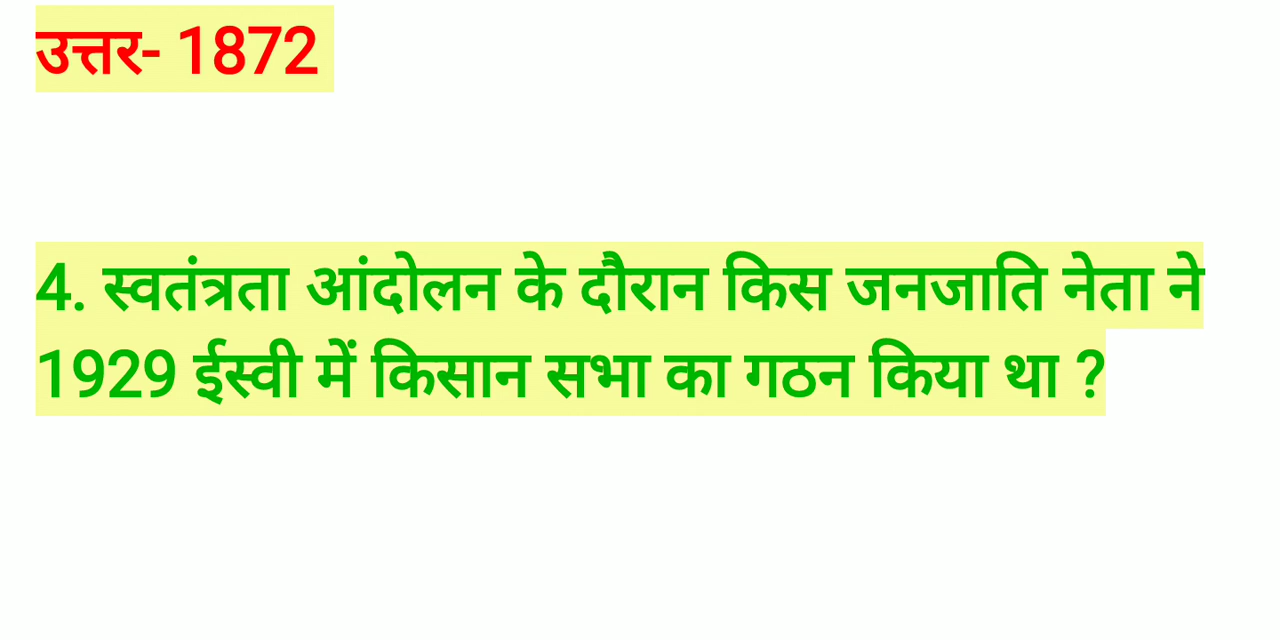 उत्तर- 1872
4. स्वतंत्रता आंदोलन के दौरान किस जनजाति नेता ने
1929 ईस्वी में किसान सभा का गठन किया था ?